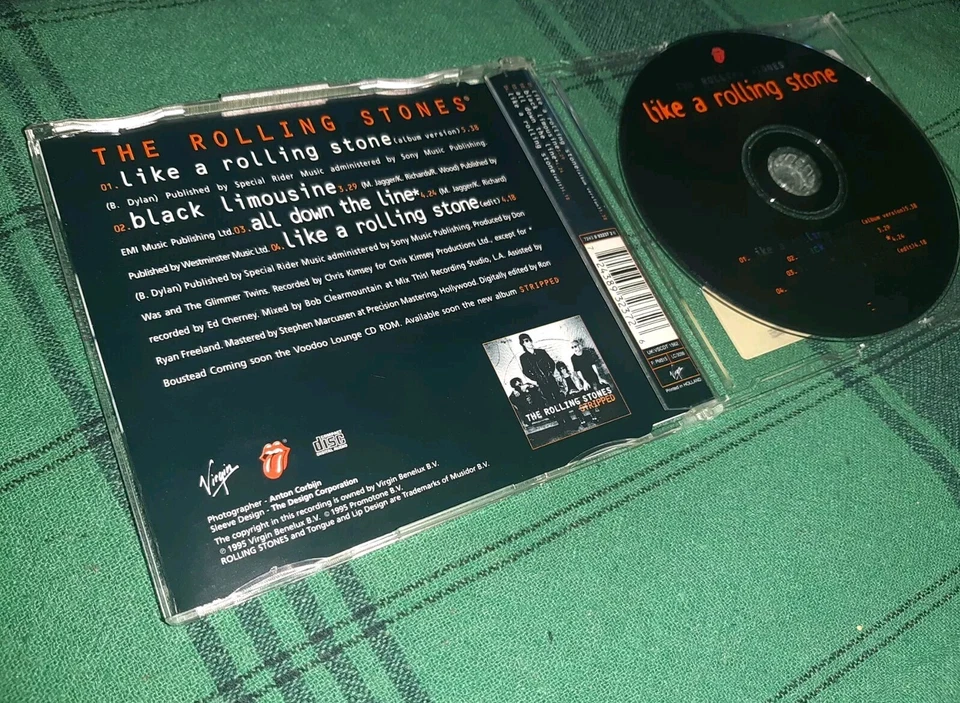 THE ROLLING STONES®
01.like a rolling stone(album version)5.38
(B. Dylan) Published by Special Rider Music administered by Sony Music Publishing.
02.black limousine3.29 (M. Jagger/K. Richard/R. Wood) Published by
EMI Music Publishing Ltd.03.all down the line*4.24 (M. Jagger/K. Richard)
Published by Westminster Music Ltd. 04.like a rolling stone(edit)4.18
(B. Dylan) Published by Special Rider Music administered by Sony Music Publishing. Produced by Don
Was and The Glimmer Twins. Recorded by Chris Kimsey for Chris Kimsey Productions Ltd., except for *
recorded by Ed Cherney. Mixed by Bob Clearmountain at Mix This! Recording Studio, L.A. Assisted by
Ryan Freeland. Mastered by Stephen Marcussen at Precision Mastering, Hollywood. Digitally edited by Ron
Boustead Coming soon the Voodoo Lounge CD ROM. Available soon the new album STRIPPED
THE ROLLING STONES
STRIPPED
Virgin
disc
Photographer - Anton Corbijn
Sleeve Design - The Design Corporation
The copyright in this recording is owned by Virgin Benelux B.V.
℗ 1995 Virgin Benelux B.V. © 1995 Promotone B.V.
ROLLING STONES and Tongue and Lip Design are Trademarks of Musidor B.V.
Virgin
Printed in HOLLAND
like a rolling stone
(album version)5.38
01.
02.
3.29
03.
*4.24
04.
(edit)4.18